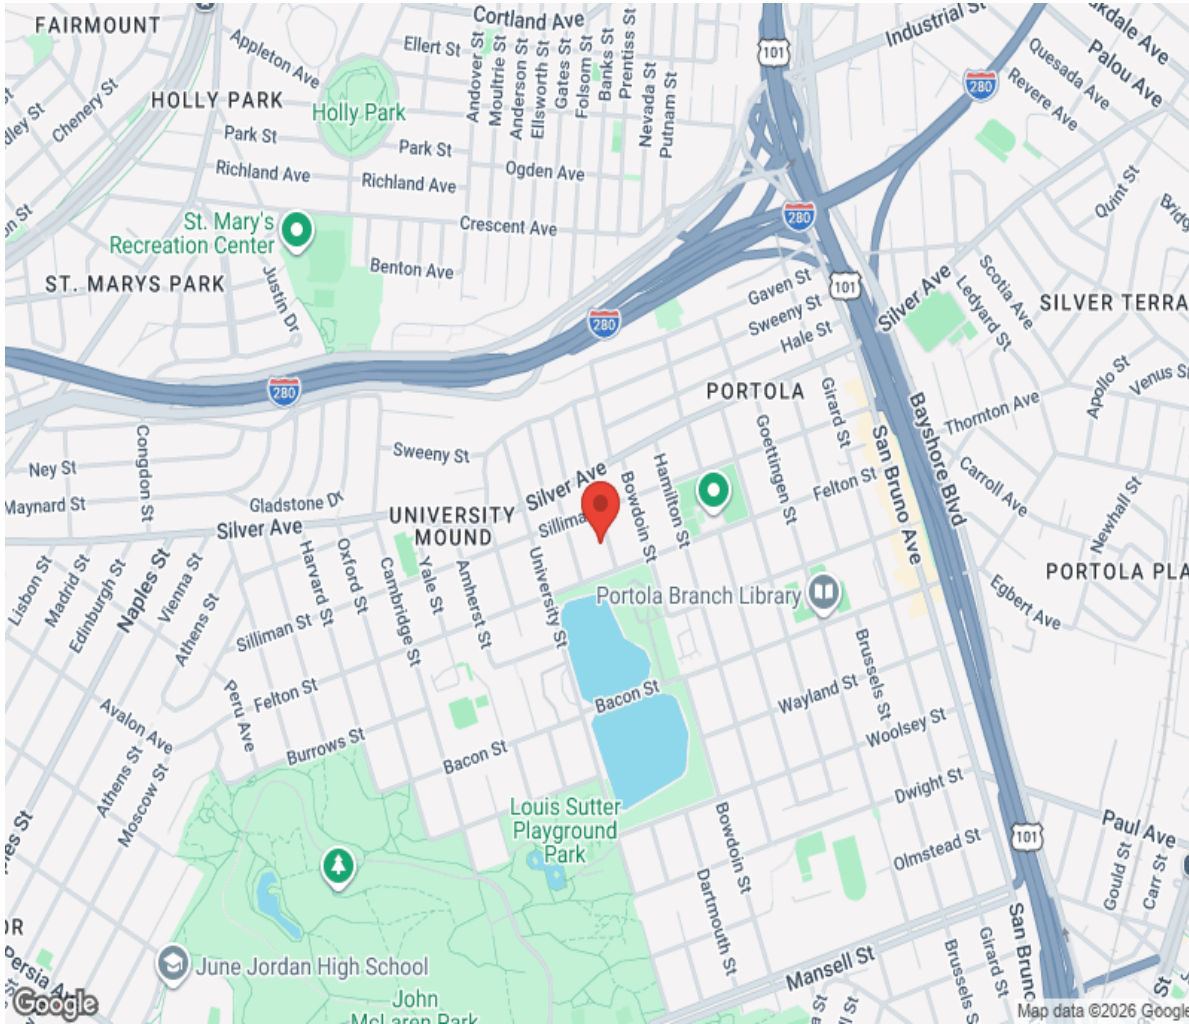 FAIRMOUNT
Cortland Ave
Industrial St
Oakdale Ave
Appleton Ave
Ellert St
Andover St
Moultrie St
Anderson St
Ellsworth St
Gates St
Folsom St
Banks St
Prentiss St
Nevada St
Putnam St
101
280
Quesada Ave
Palou Ave
Revere Ave
Cheney St
HOLLY PARK
Holly Park
Park St
Park St
Richland Ave
Richland Ave
Ogden Ave
Crescent Ave
St. Mary's
Recreation Center
Benton Ave
ST. MARYS PARK
Justin Dr
280
101
Quint St
Gaven St
Sweeny St
Hale St
Silver Ave
Scotia Ave
Ledyard St
SILVER TERRA
280
280
PORTOLA
Girard St
Goettingen St
San Bruno Ave
Bayshore Blvd
Thornton Ave
Apollo St
Venus St
Carroll Ave
Newhall St
Egbert Ave
PORTOLA PLA
Congdon St
Ney St
Maynard St
Gladstone Dr
Silver Ave
Sweeny St
Silver Ave
Silliman
UNIVERSITY
MOUND
Bowdoin St
Hamilton St
Felton St
Lisbon St
Madrid St
Edinburgh St
Naples St
Vienna St
Athens St
Harvard St
Oxford St
Cambridge St
Yale St
Amherst St
University St
Portola Branch Library
Silliman St
Felton St
Peru Ave
Burrows St
Bacon St
Bacon St
Wayland St
Brussels St
Woolsey St
Dwight St
Olmstead St
Avalon Ave
Athens St
Moscow St
Louis Sutter
Playground
Park
Bowdoin St
Dartmouth St
Mansell St
101
Paul Ave
Gould St
Carr St
San Bruno
Girard St
Brussels S
June Jordan High School
Persia A
John
McLaren Park
Google
Map data ©2026 Google